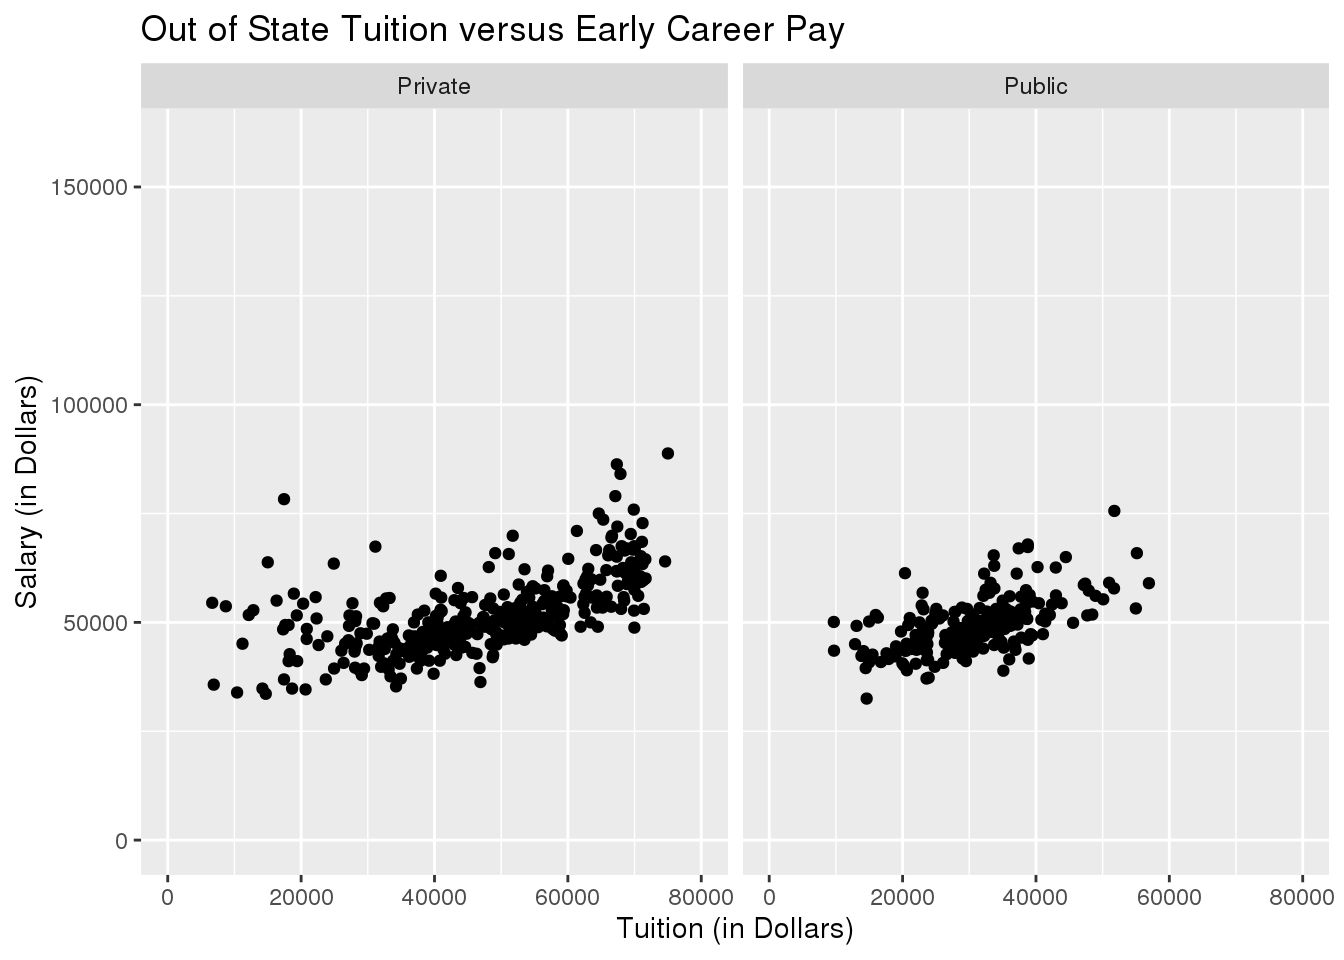 Out of State Tuition versus Early Career Pay
Private Public
Salary (in Dollars)
150000
100000
50000
0
0 20000 40000 60000 80000 0 20000 40000 60000 80000
Tuition (in Dollars)